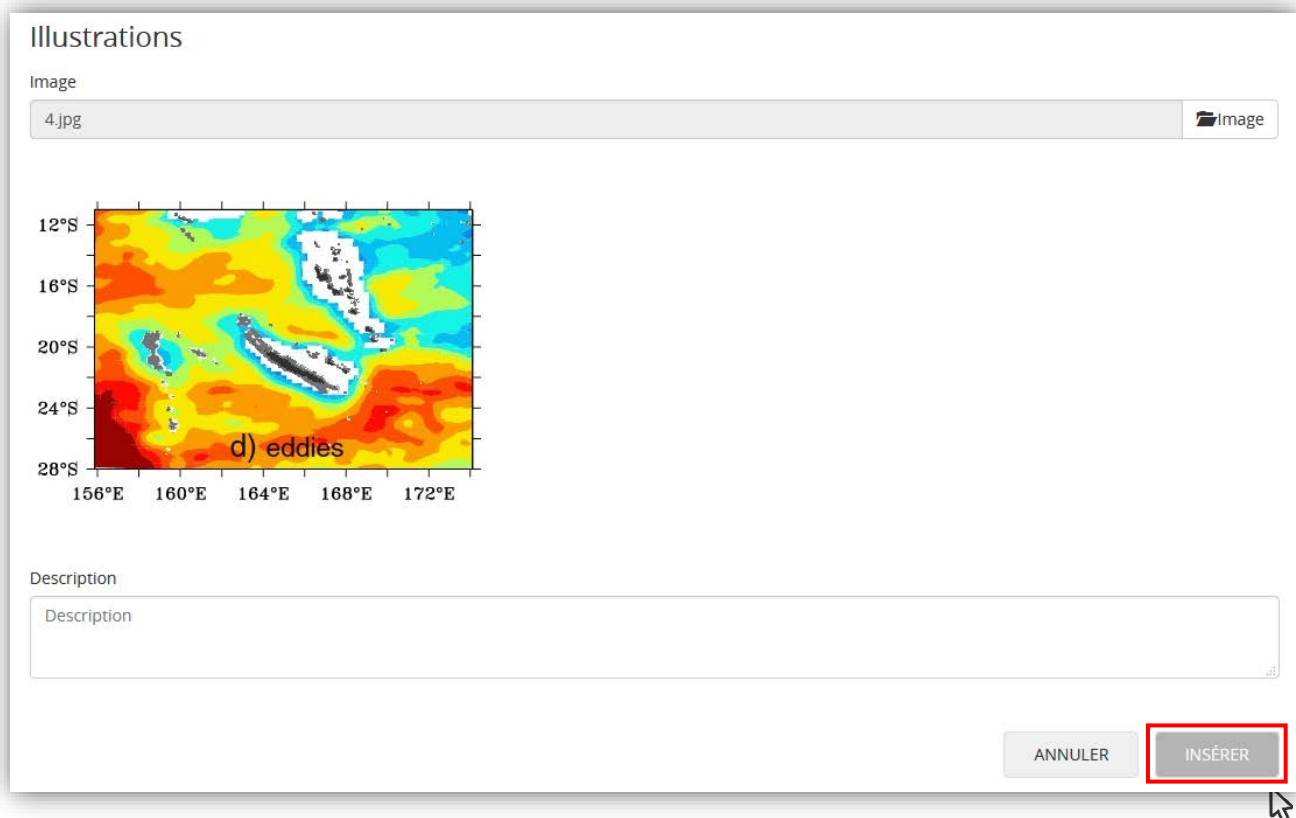 Illustrations
Image
4.jpg
Image
12°S
16°S
20°S
24°S
28°S
d) eddies
156°E 160°E 164°E 168°E 172°E
Description
Description
ANNULER INSÉRER